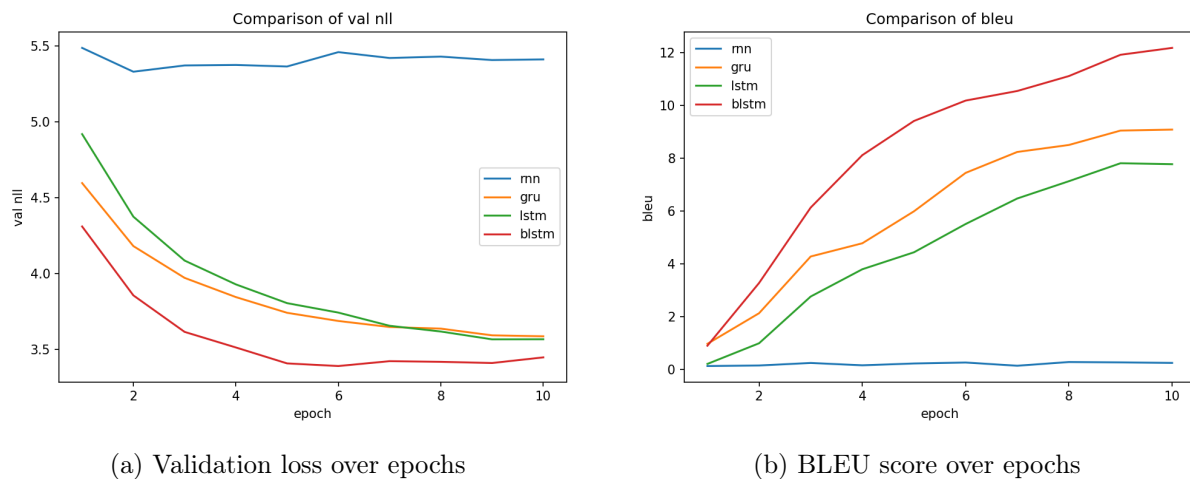 Comparison of val nll
val nll
5.5
5.0
4.5
4.0
3.5
rnn
gru
lstm
blstm
2 4 6 8 10
epoch
(a) Validation loss over epochs
Comparison of bleu
bleu
12
10
8
6
4
2
0
rnn
gru
lstm
blstm
2 4 6 8 10
epoch
(b) BLEU score over epochs